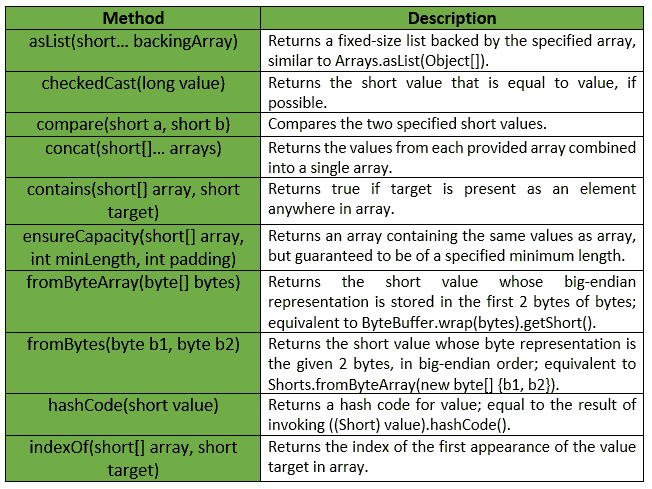 Method
Description
asList(short... backingArray)
Returns a fixed-size list backed by the specified array,
similar to Arrays.asList(Object[]).
checkedCast(long value)
Returns the short value that is equal to value, if
possible.
compare(short a, short b)
Compares the two specified short values.
concat(short[]... arrays)
Returns the values from each provided array combined
into a single array.
contains(short[] array, short
target)
Returns true if target is present as an element
anywhere in array.
ensureCapacity(short[] array,
int minLength, int padding)
Returns an array containing the same values as array,
but guaranteed to be of a specified minimum length.
fromByteArray(byte[] bytes)
Returns the short value whose big-endian
representation is stored in the first 2 bytes of bytes;
equivalent to ByteBuffer.wrap(bytes).getShort().
fromBytes(byte b1, byte b2)
Returns the short value whose byte representation is
the given 2 bytes, in big-endian order; equivalent to
Shorts.fromByteArray(new byte[] {b1, b2}).
hashCode(short value)
Returns a hash code for value; equal to the result of
invoking ((Short) value).hashCode().
indexOf(short[] array, short
target)
Returns the index of the first appearance of the value
target in array.